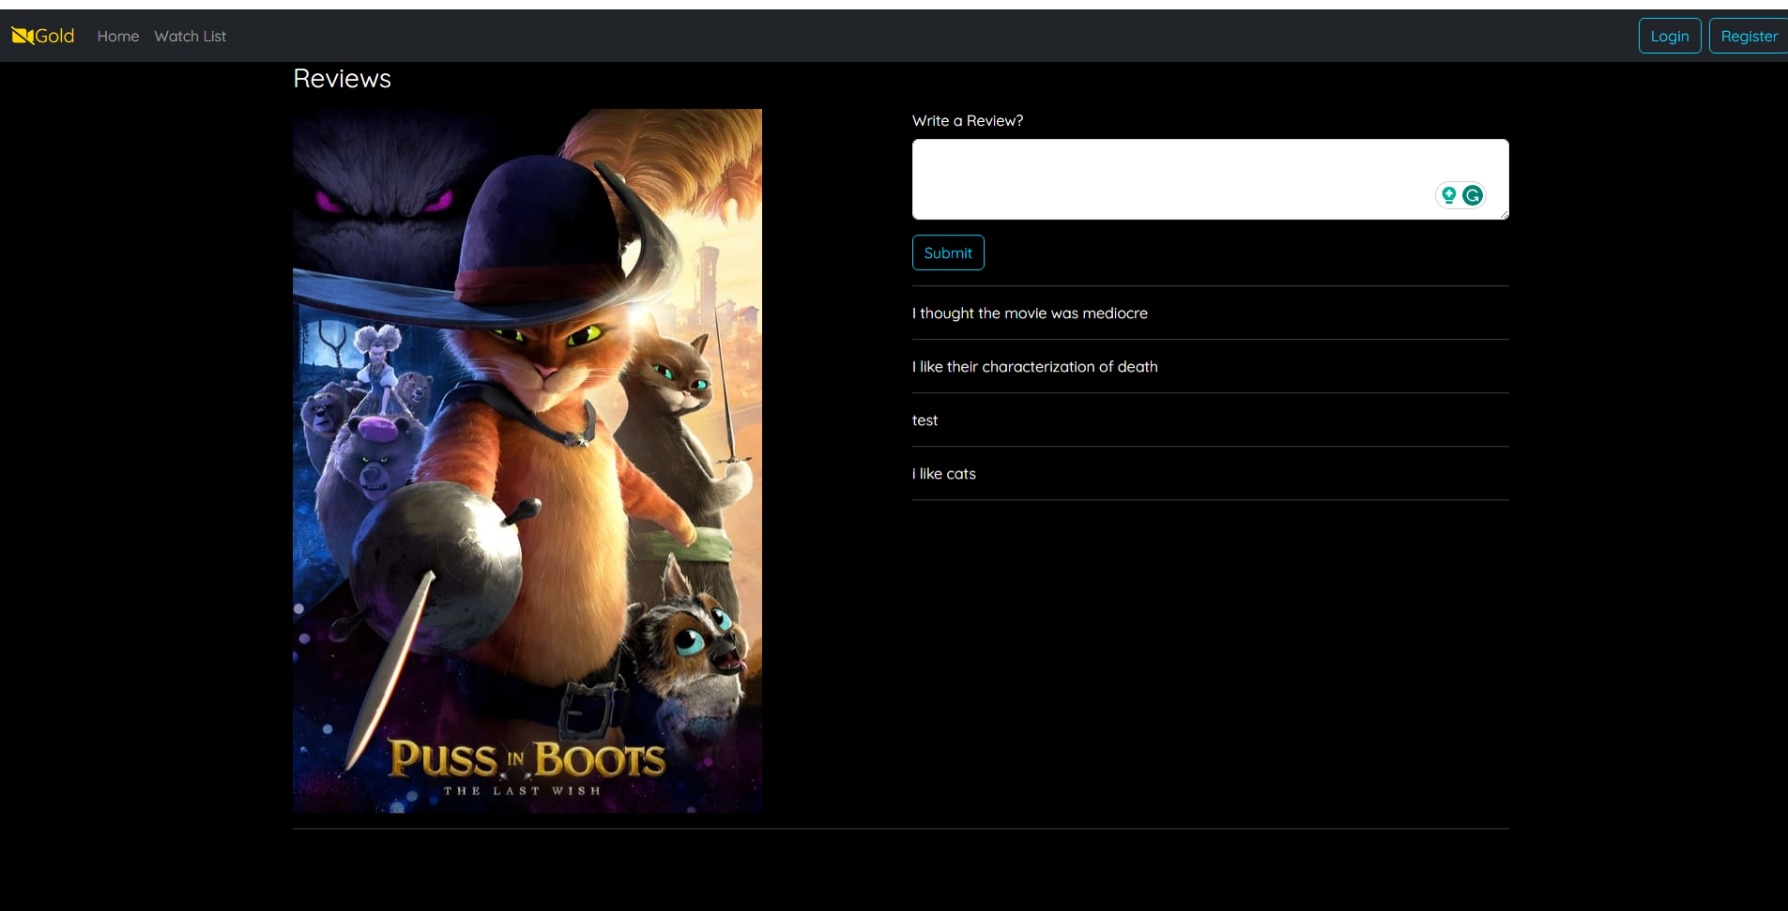 Gold Home Watch List Login Register
Reviews
Write a Review?
Submit
I thought the movie was mediocre
I like their characterization of death
test
i like cats
PUSS IN BOOTS
THE LAST WISH